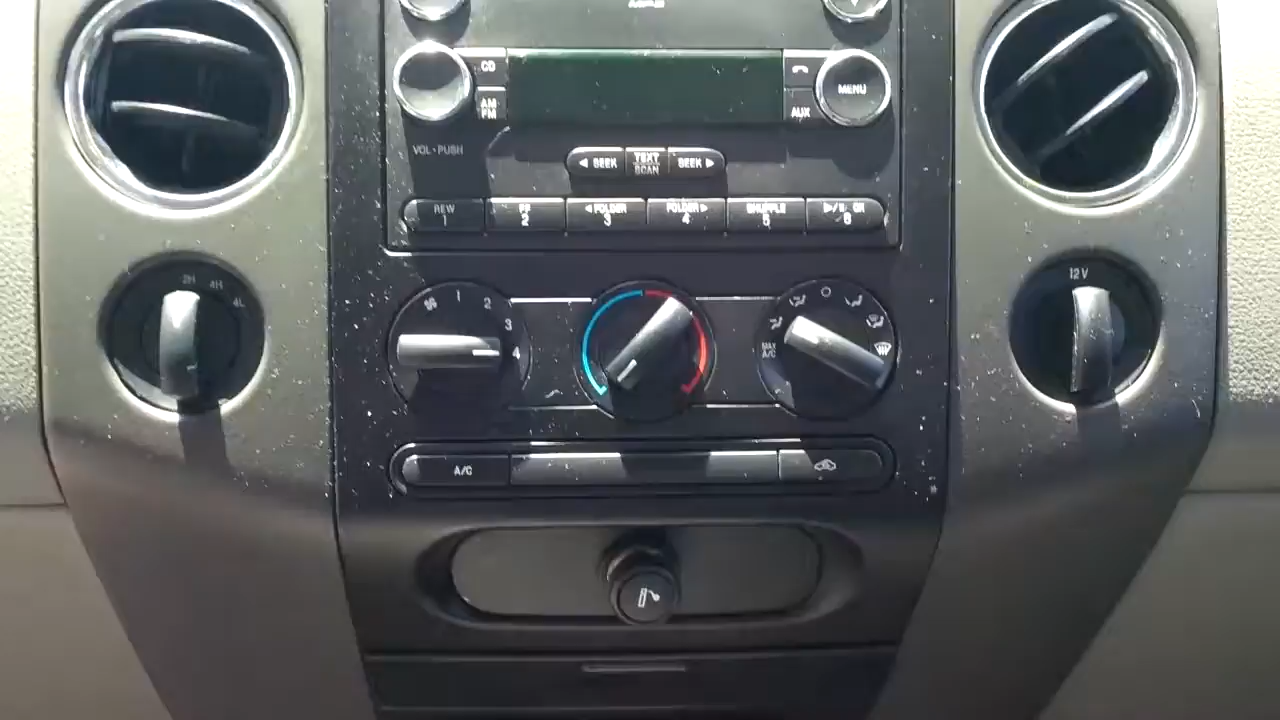 CD
AM
FM
MENU
AUX
VOL•PUSH
◄ SEEK
TEXT
SCAN
SEEK ►
REW
1
FF
2
◄ FOLDER
3
FOLDER ►
4
SHUFFLE
5
6
2H
4H
4L
1
2
3
4
MAX
A/C
12V
A/C